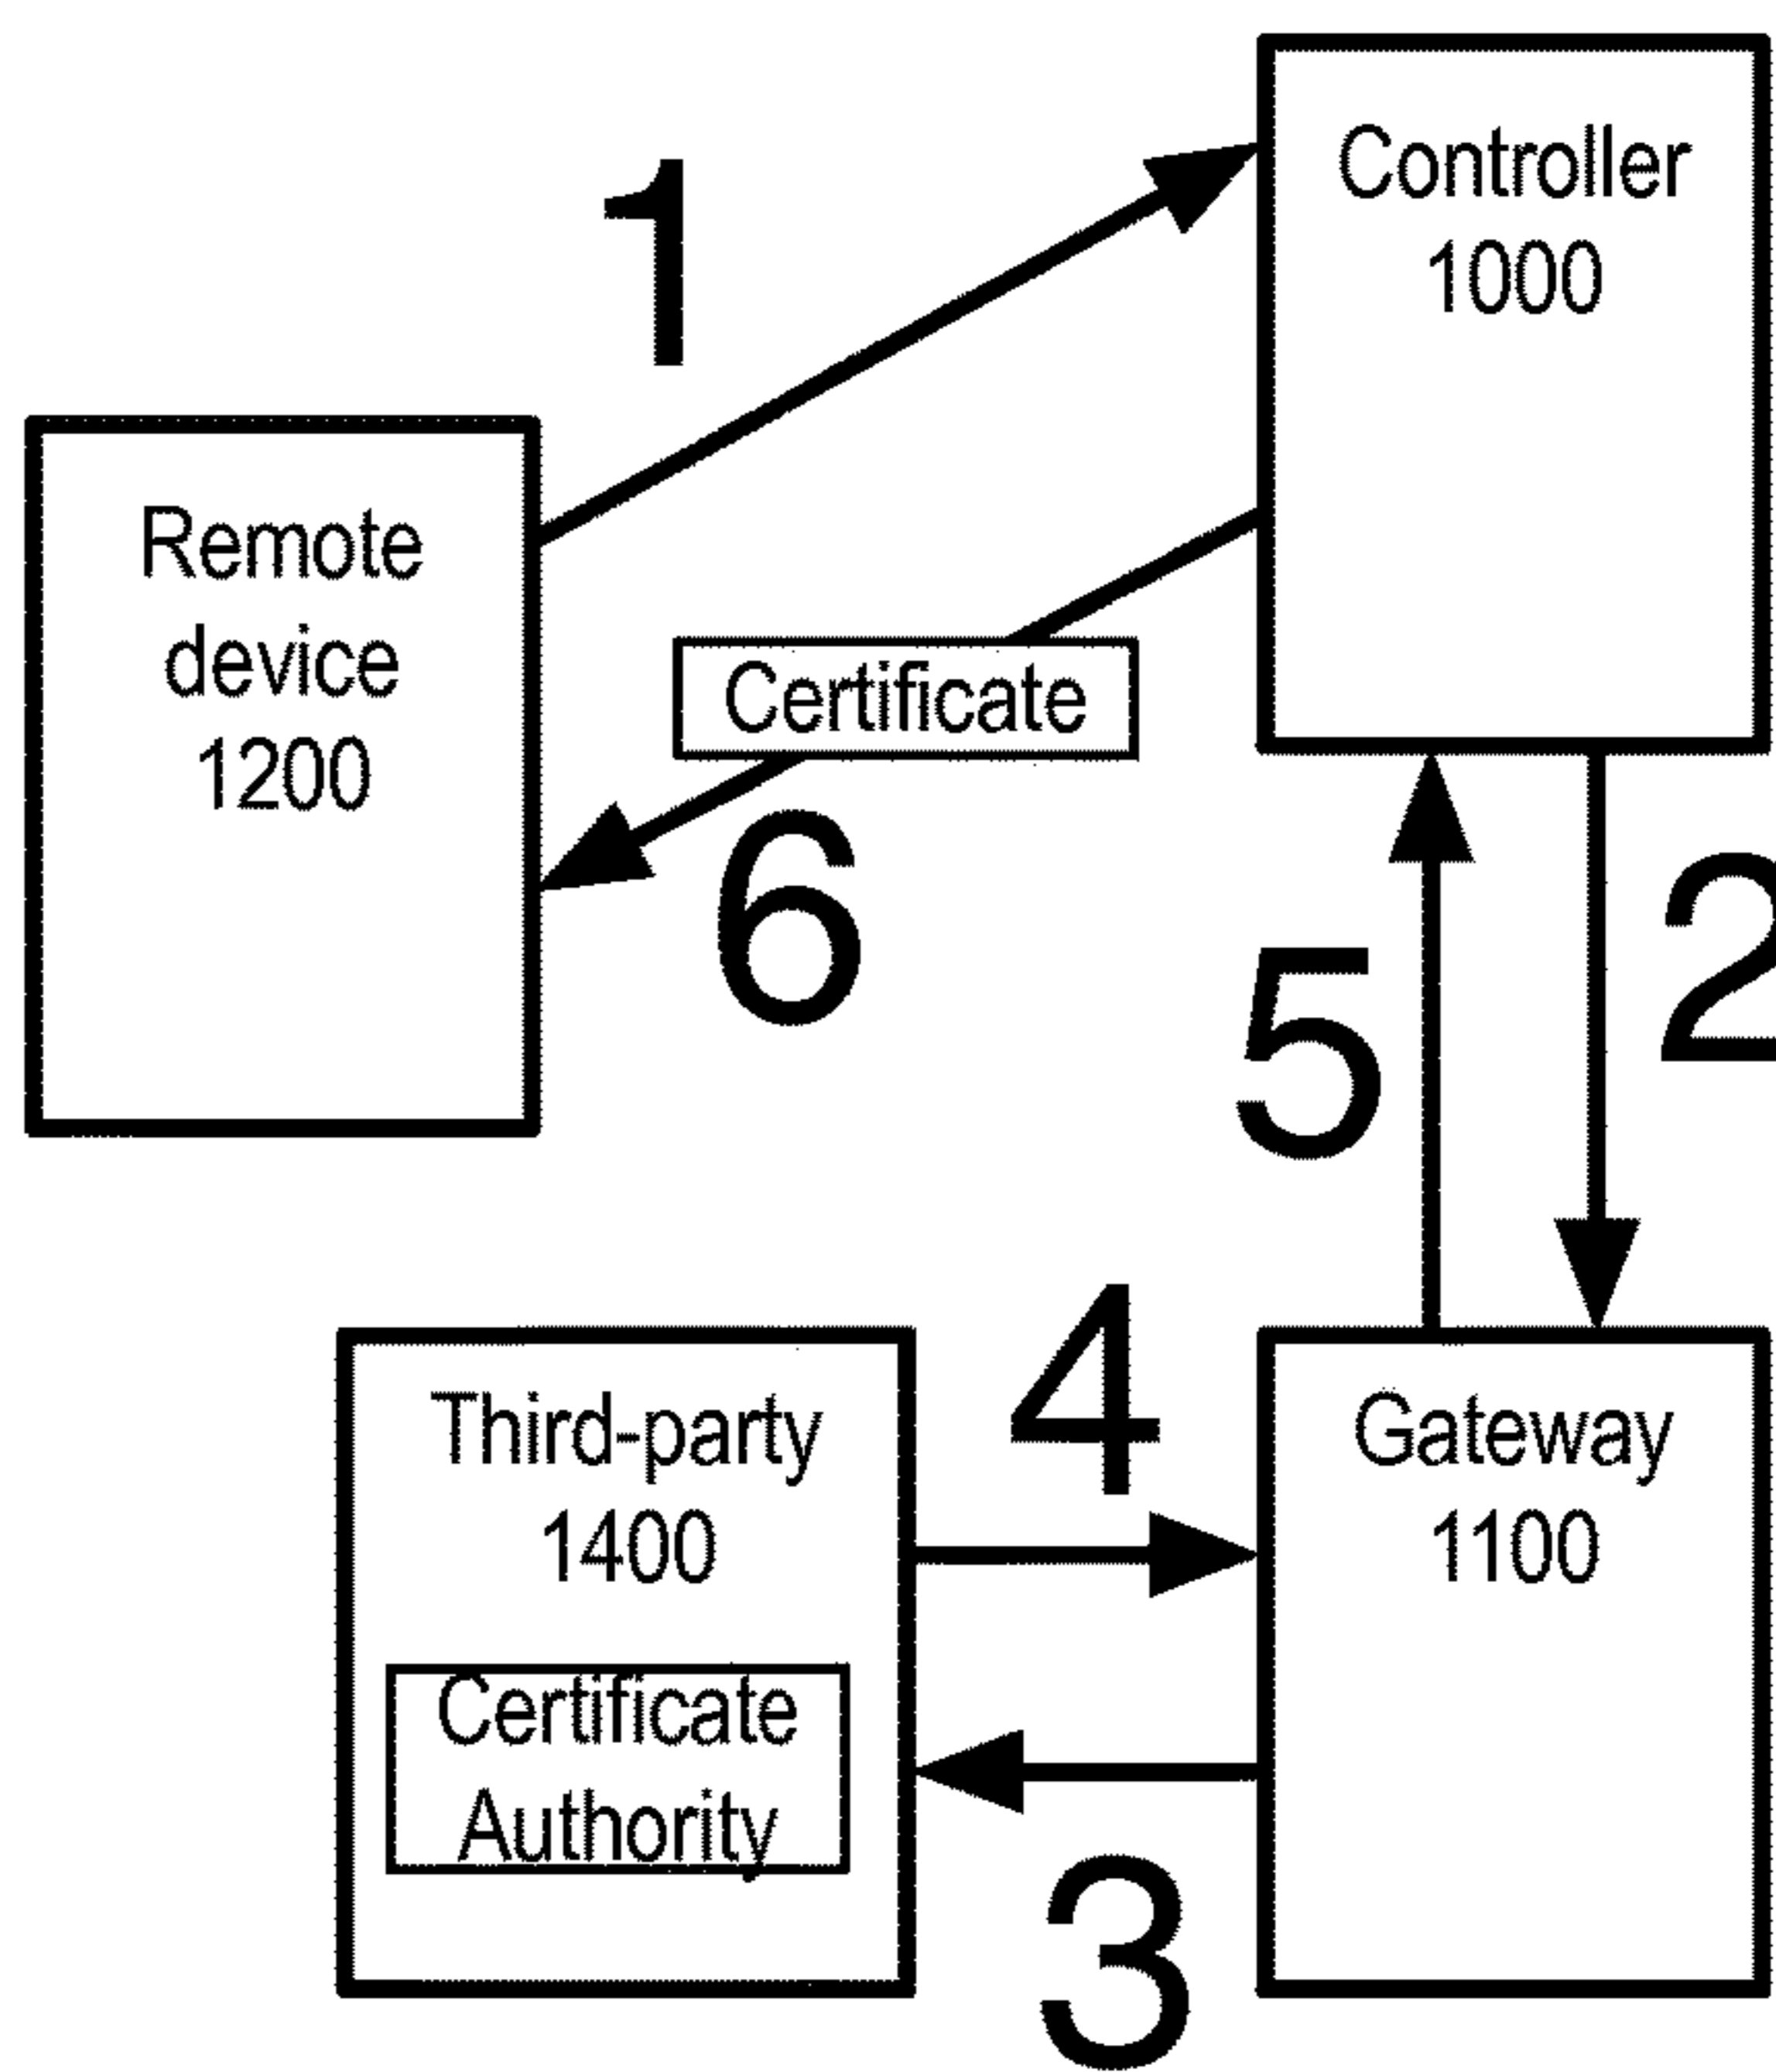 1
Controller
1000
Remote
device
1200
Certificate
6
5
2
Third-party
1400
Certificate
Authority
4
Gateway
1100
3